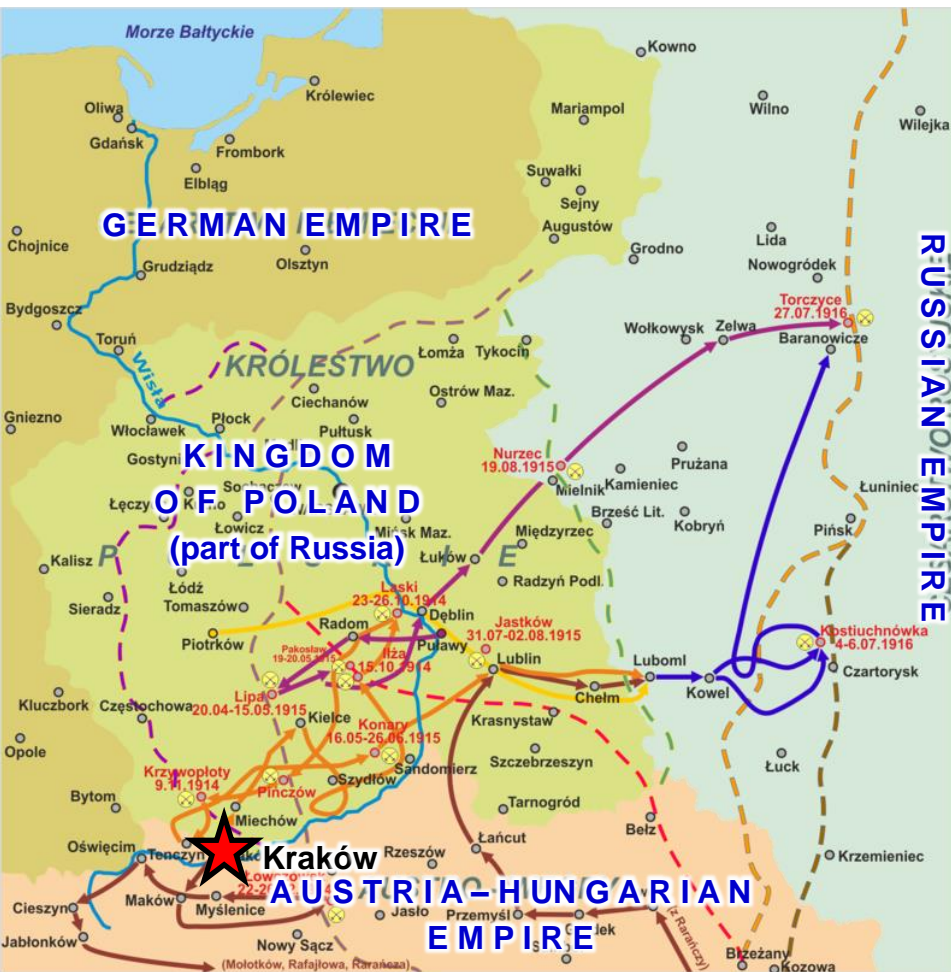 Morze Bałtyckie
Kowno
Królewiec
Oliwa
Mariampol
Wilno
Gdańsk
Wilejka
Frombork
Elbląg
Suwałki
Sejny
GERMAN EMPIRE
Augustów
Lida
Chojnice
Grodno
Olsztyn
Grudziądz
Nowogródek
RUSSIAN EMPIRE
Torczyce
27.07.1916
Bydgoszcz
Wołkowysk
Zelwa
Baranowicze
Toruń
Łomża
Tykocin
Wisła
KRÓLESTWO
Ciechanów
Ostrów Maz.
Gniezno
Włocławek
Płock
Pułtusk
KINGDOM
OF POLAND
(part of Russia)
Nurzec
19.08.1915
Prużana
Mielnik
Kamieniec
Łuniniec
Brześć Lit.
Łowicz
Kobryń
Pińsk
Mińsk Maz.
Międzyrzec
Kalisz
P
I
E
Łuków
Radzyń Podl.
Łódź
Laski
23-26.10.1914
Sieradz
Tomaszów
Dęblin
Jastków
31.07-02.08.1915
Radom
Puławy
Kostiuchnówka
4-6.07.1916
Piotrków
Pakosław
19-20.05.1915
Iłża
15.10.1914
Lublin
Luboml
Czartorysk
Kowel
Chełm
Lipa
20.04-15.05.1915
Kluczbork
Częstochowa
Kielce
Konary
16.05-26.06.1915
Krasnystaw
Opole
Szczebrzeszyn
Łuck
Sandomierz
Krzywopłoty
9.11.1914
Pińczów
Szydłów
Bytom
Tarnogród
Miechów
Bełz
Oświęcim
Tenczyn
Łańcut
Kraków
Rzeszów
Krzemieniec
AUSTRIA–HUNGARIAN
EMPIRE
Cieszyn
Maków
Myślenice
Jasło
Przemyśl
Jabłonków
Nowy Sącz
(z Rarańczy)
Brzeżany
(Mołotków, Rafajłowa, Rarańcza)
Kozowa